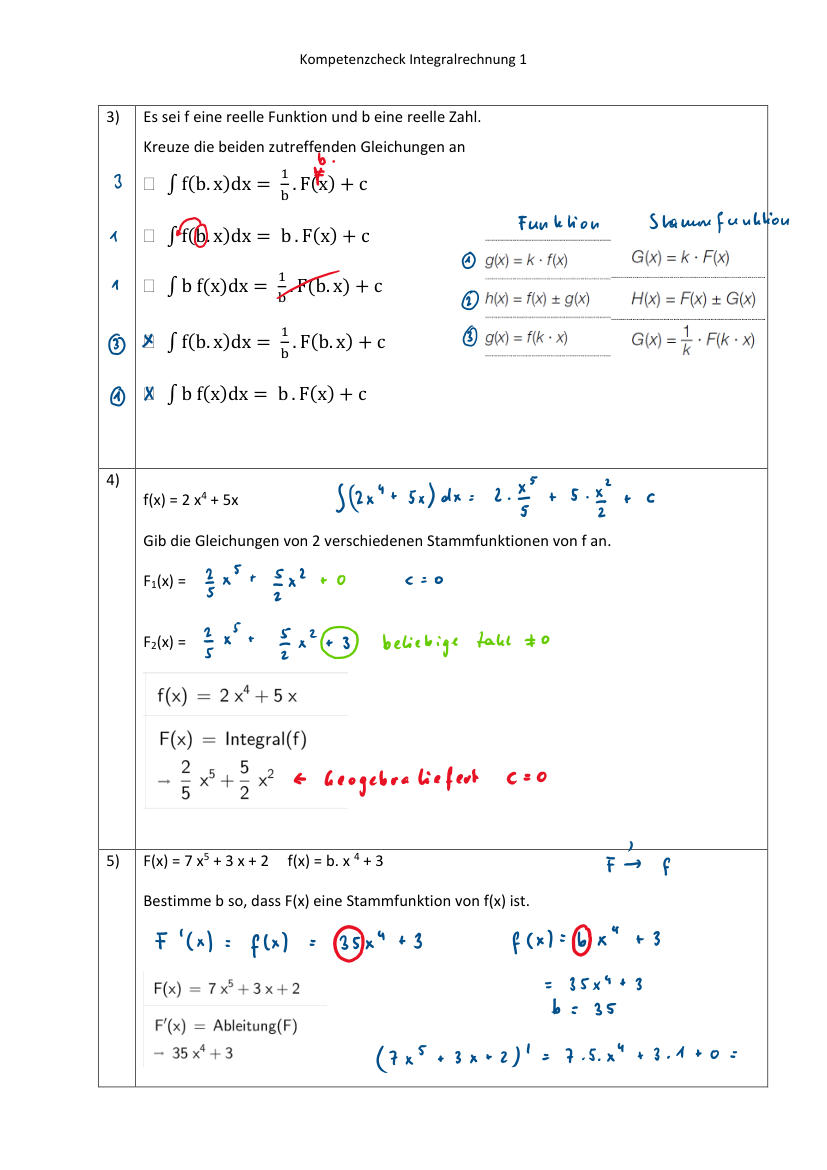 Kompetenzcheck Integralrechnung 1
3) Es sei f eine reelle Funktion und b eine reelle Zahl.
Kreuze die beiden zutreffenden Gleichungen an
b.
3 ☐ ∫ f(b. x)dx = 1/b . F(x) + c
1 ☐ ∫ f(b. x)dx = b . F(x) + c
1 ☐ ∫ b f(x)dx = 1/b . F(b. x) + c
③ ☒ ∫ f(b. x)dx = 1/b . F(b. x) + c
① ☒ ∫ b f(x)dx = b . F(x) + c
Funktion Stammfunktion
① g(x) = k · f(x) G(x) = k · F(x)
② h(x) = f(x) ± g(x) H(x) = F(x) ± G(x)
③ g(x) = f(k · x) G(x) = 1/k · F(k · x)
4)
f(x) = 2 x⁴ + 5x ∫(2x⁴ + 5x) dx = 2 · x⁵/5 + 5 · x²/2 + c
Gib die Gleichungen von 2 verschiedenen Stammfunktionen von f an.
F₁(x) = 2/5 x⁵ + 5/2 x² + 0 c = 0
F₂(x) = 2/5 x⁵ + 5/2 x² + 3 beliebige Zahl ≠ 0
f(x) = 2 x⁴ + 5 x
F(x) = Integral(f)
→ 2/5 x⁵ + 5/2 x² ← Geogebra liefert c = 0
5) F(x) = 7 x⁵ + 3 x + 2 f(x) = b. x ⁴ + 3 F →' f
Bestimme b so, dass F(x) eine Stammfunktion von f(x) ist.
F'(x) = f(x) = 35x⁴ + 3 f(x) = b x⁴ + 3
F(x) = 7 x⁵ + 3 x + 2 = 35x⁴ + 3
b = 35
F′(x) = Ableitung(F)
→ 35 x⁴ + 3 (7x⁵ + 3x + 2)' = 7 · 5 · x⁴ + 3 · 1 + 0 =